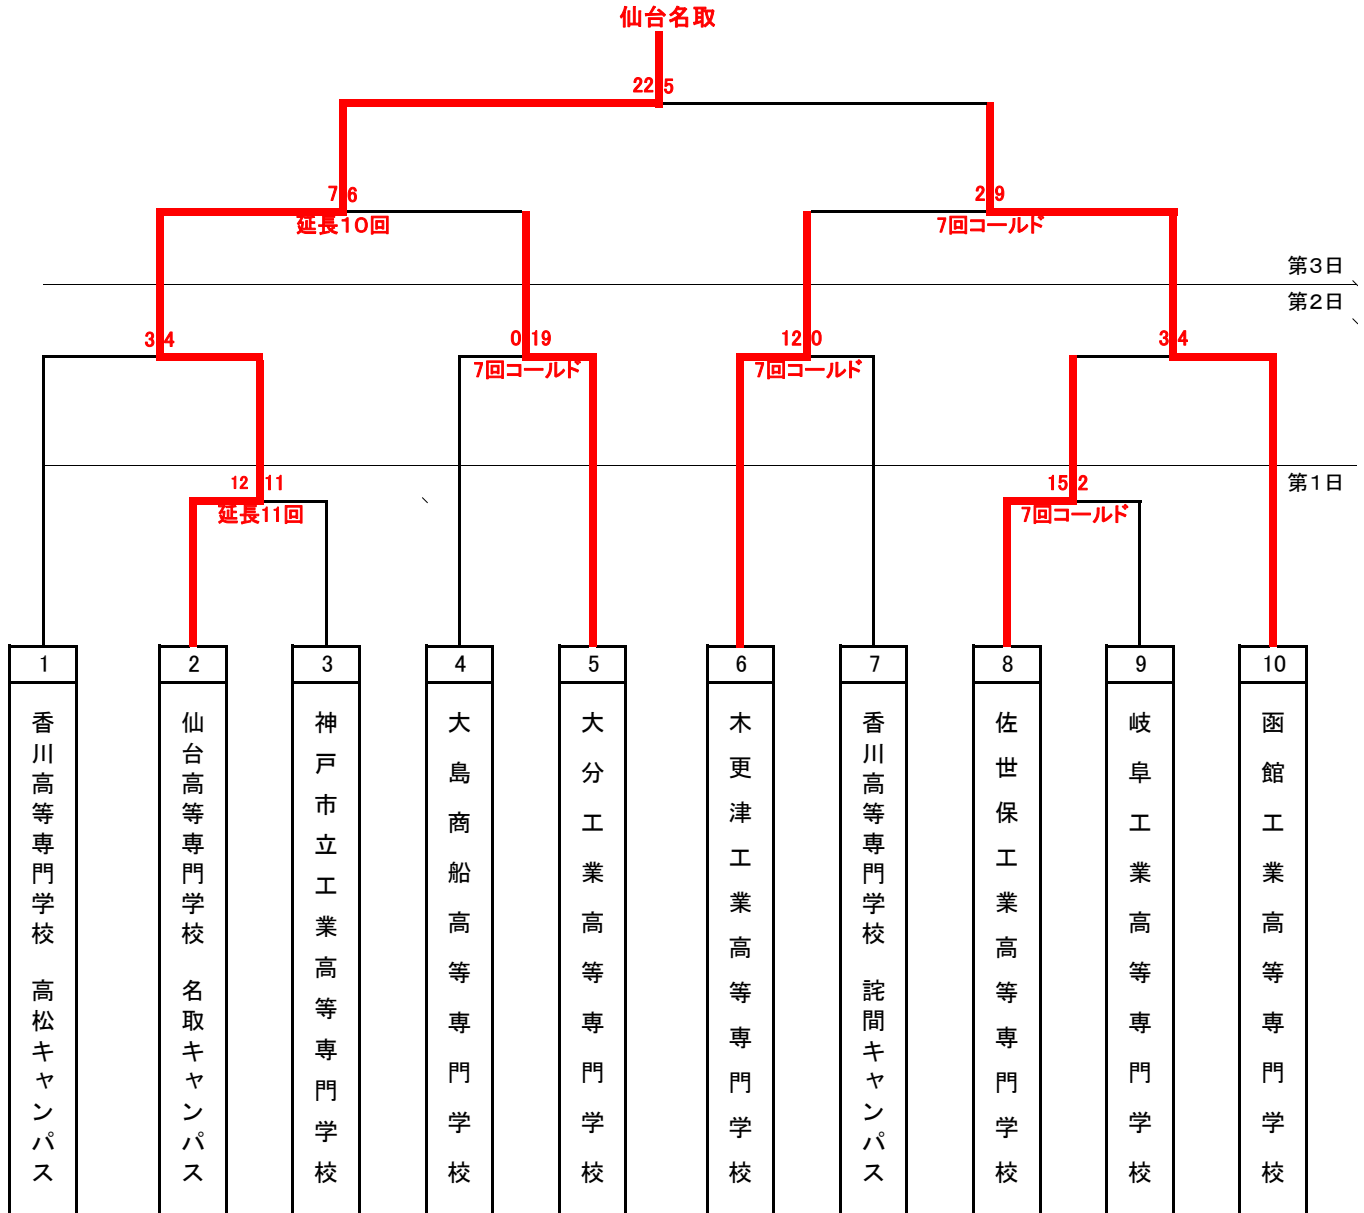 仙台名取
22 5
7 6
2 9
延長10回
7回コールド
第3日
第2日
3 4
0 19
12 0
3 4
7回コールド
7回コールド
12 11
15 2
第1日
延長11回
7回コールド
1
2
3
4
5
6
7
8
9
10
香川高等専門学校 高松キャンパス
仙台高等専門学校 名取キャンパス
神戸市立工業高等専門学校
大島商船高等専門学校
大分工業高等専門学校
木更津工業高等専門学校
香川高等専門学校 詫間キャンパス
佐世保工業高等専門学校
岐阜工業高等専門学校
函館工業高等専門学校